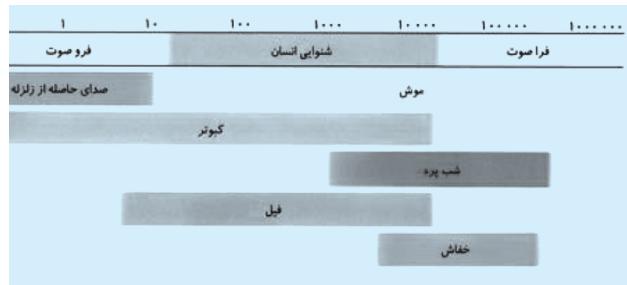 ۱ ۱۰ ۱۰۰ ۱۰۰۰ ۱۰۰۰۰ ۱۰۰۰۰۰ ۱۰۰۰۰۰۰
فرو صوت شنوایی انسان فرا صوت
صدای حاصله از زلزله موش
کبوتر
شب پره
فیل
خفاش